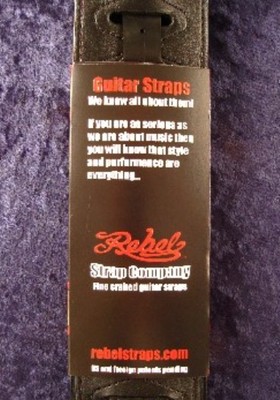 Guitar Straps
We know all about them!
If you are as serious as
we are about music then
you will know that style
and performance are
everything...
Rebel
Strap Company
Fine crafted guitar straps
rebelstraps.com
US and foreign patents pending